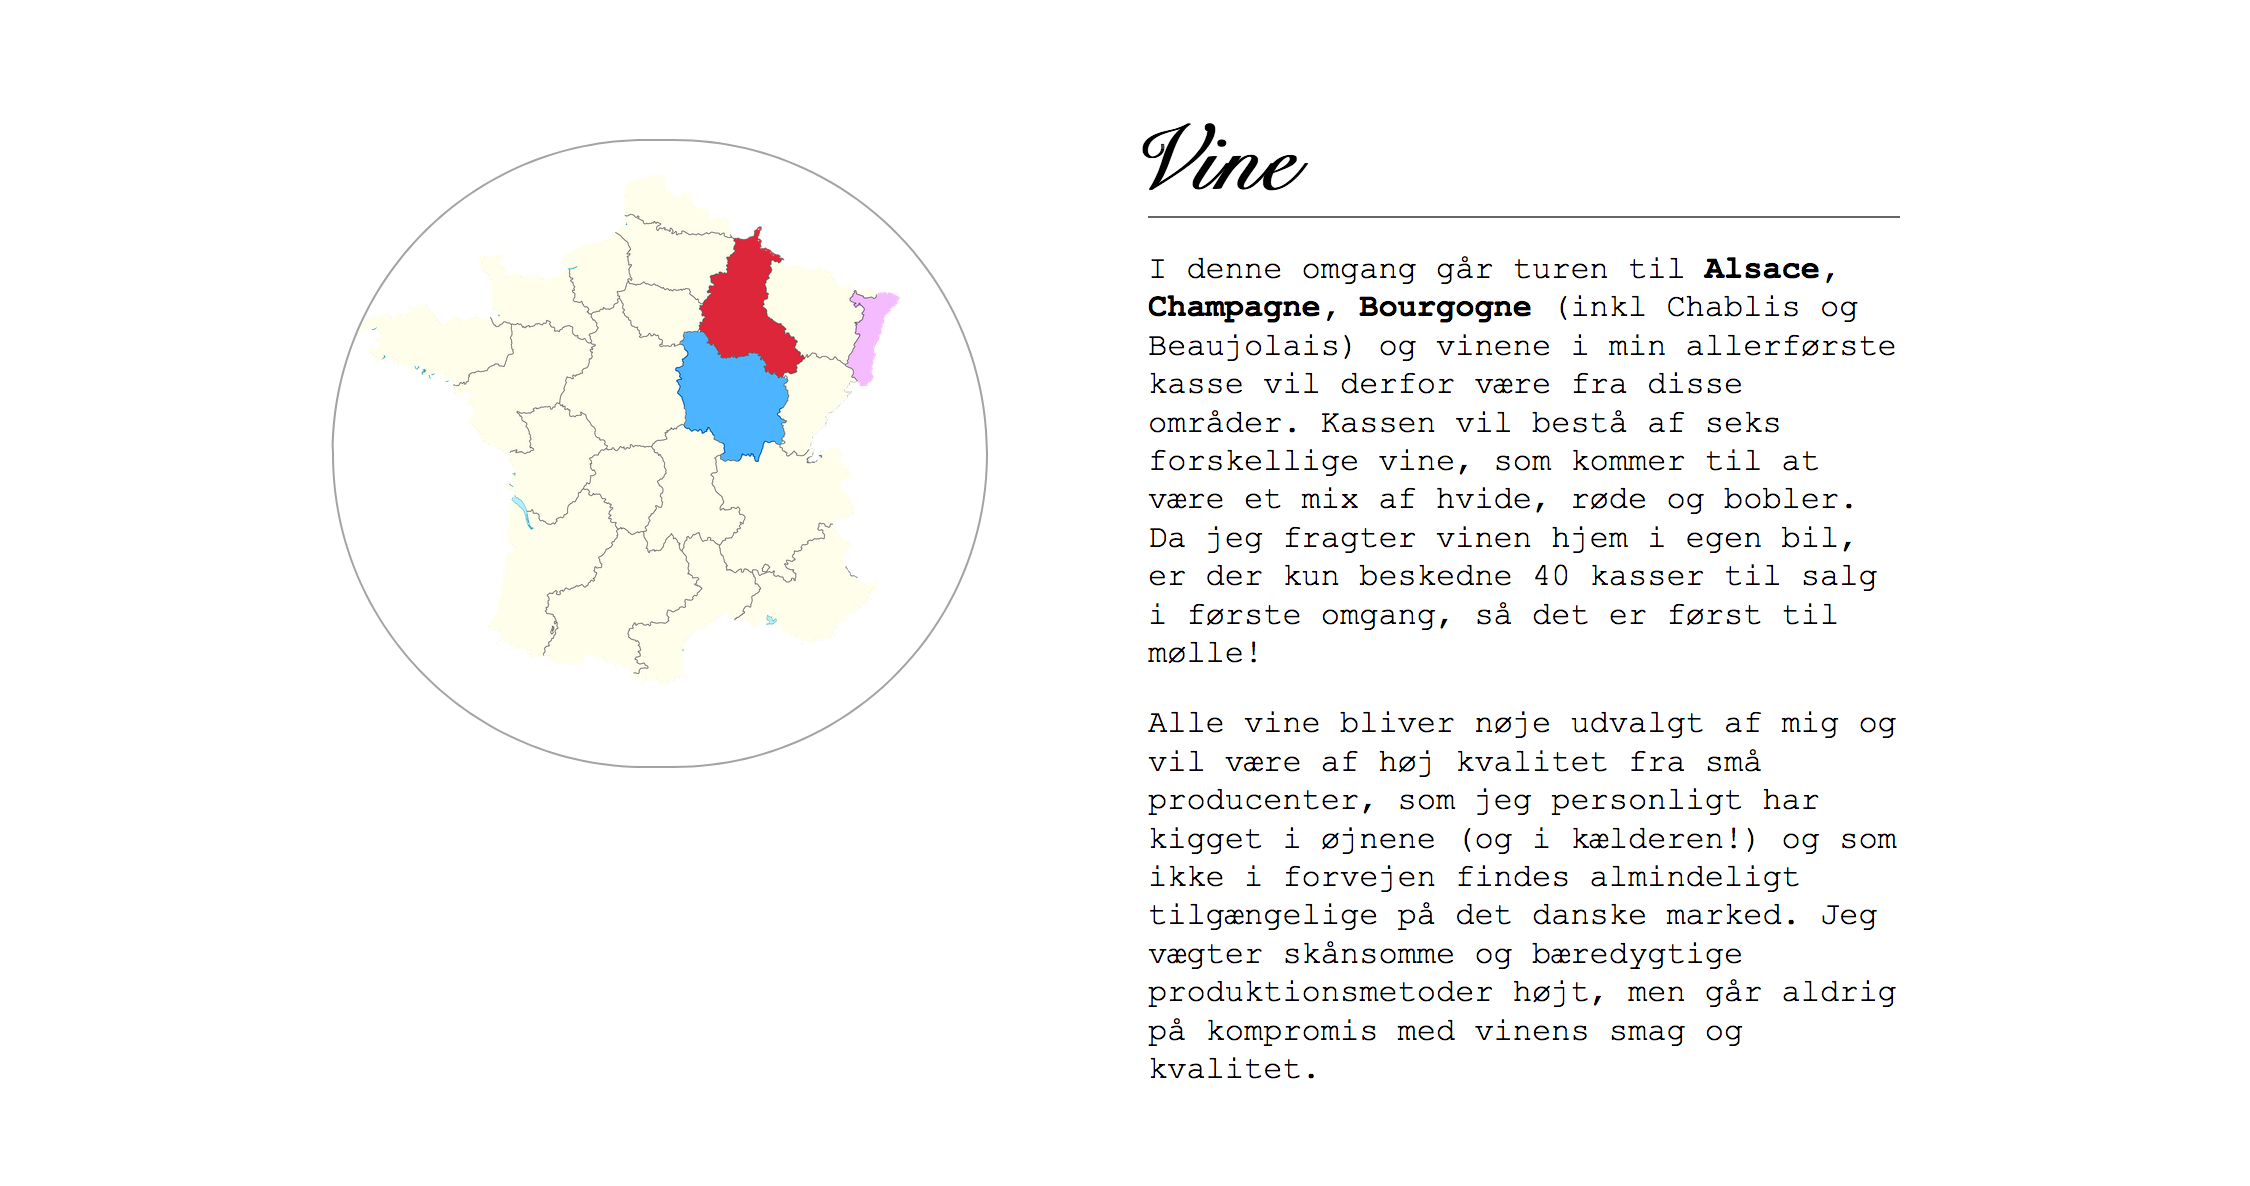 Vine
I denne omgang går turen til Alsace,
Champagne, Bourgogne (inkl Chablis og
Beaujolais) og vinene i min allerførste
kasse vil derfor være fra disse
områder. Kassen vil bestå af seks
forskellige vine, som kommer til at
være et mix af hvide, røde og bobler.
Da jeg fragter vinen hjem i egen bil,
er der kun beskedne 40 kasser til salg
i første omgang, så det er først til
mølle!
Alle vine bliver nøje udvalgt af mig og
vil være af høj kvalitet fra små
producenter, som jeg personligt har
kigget i øjnene (og i kælderen!) og som
ikke i forvejen findes almindeligt
tilgængelige på det danske marked. Jeg
vægter skånsomme og bæredygtige
produktionsmetoder højt, men går aldrig
på kompromis med vinens smag og
kvalitet.